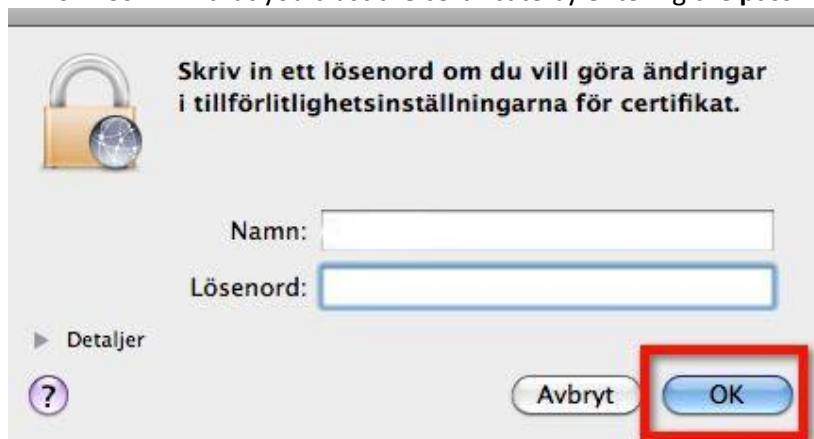 Skriv in ett lösenord om du vill göra ändringar
i tillförlitlighetsinställningarna för certifikat.
Namn:
Lösenord:
Detaljer
?
Avbryt
OK